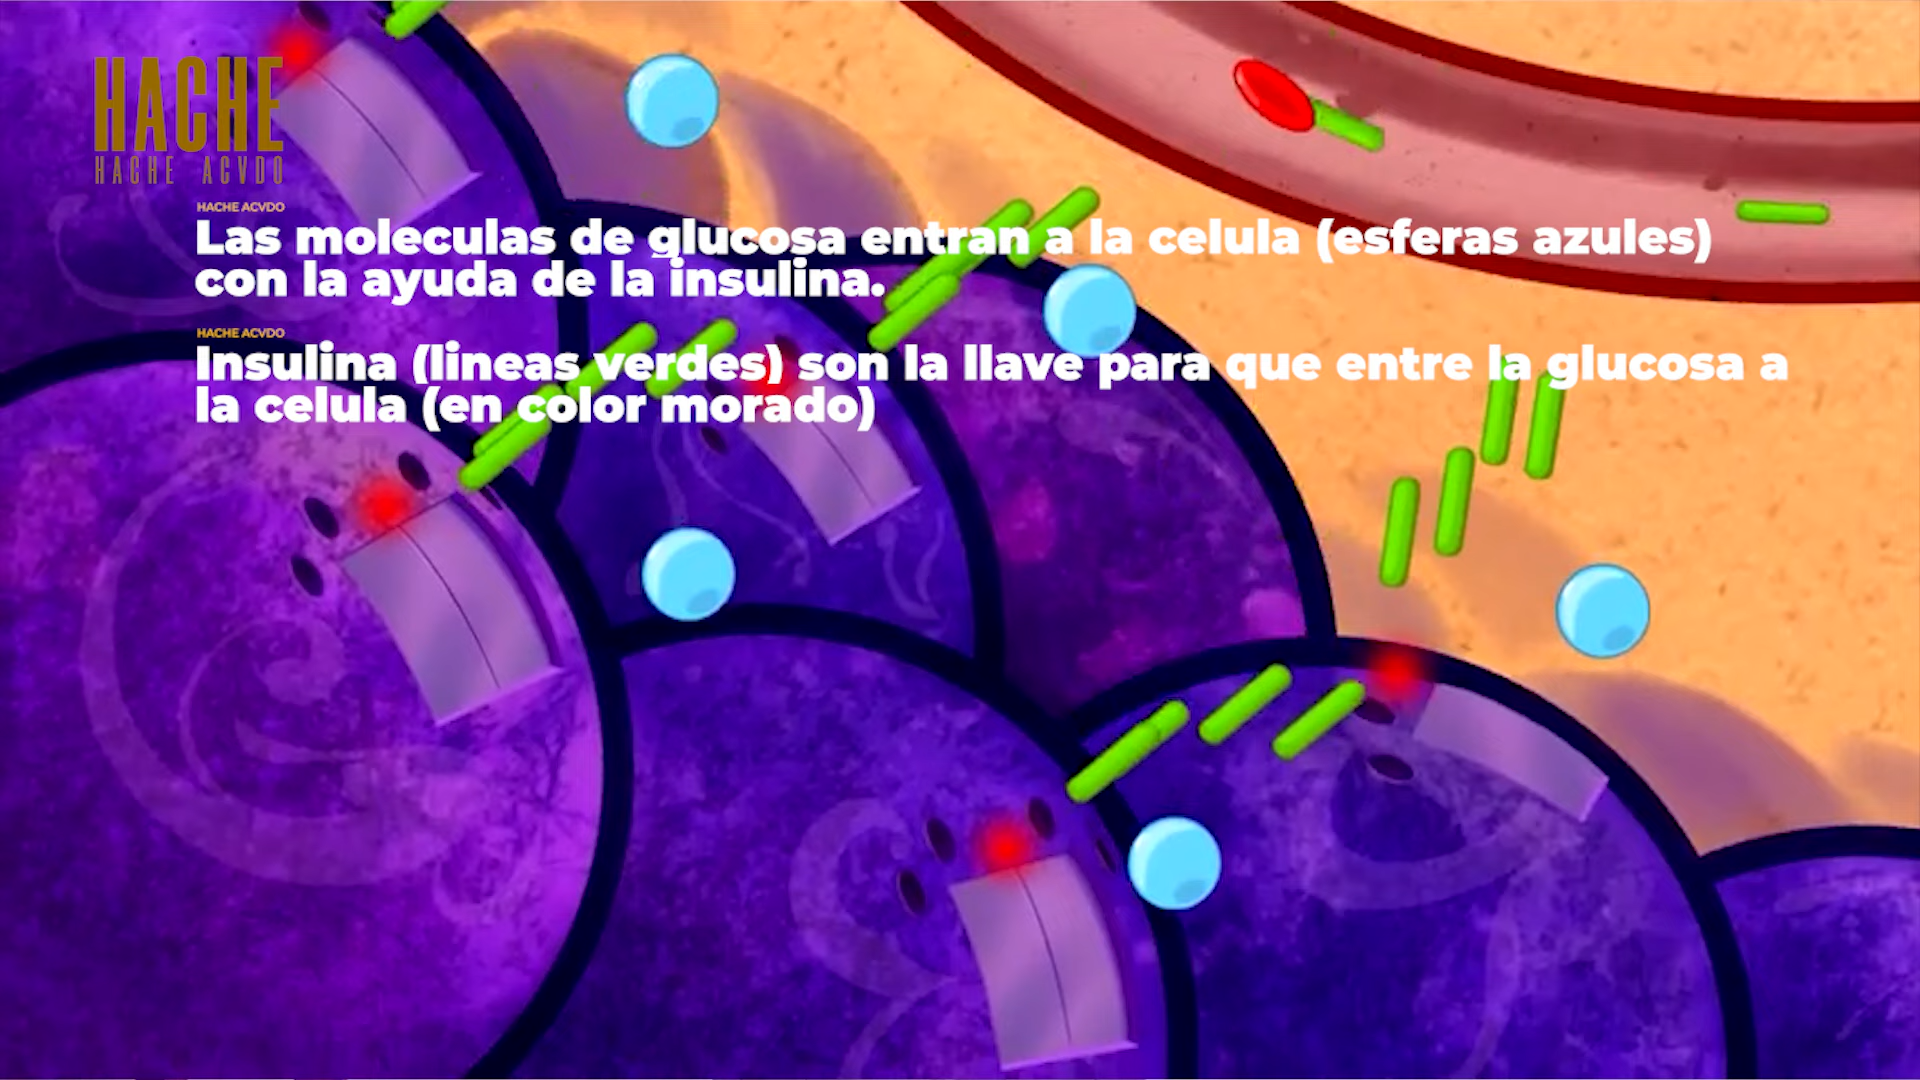 HACHE
HACHE ACVDO
HACHE ACVDO
Las moleculas de glucosa entran a la celula (esferas azules)
con la ayuda de la insulina.
HACHE ACVDO
Insulina (lineas verdes) son la llave para que entre la glucosa a
la celula (en color morado)